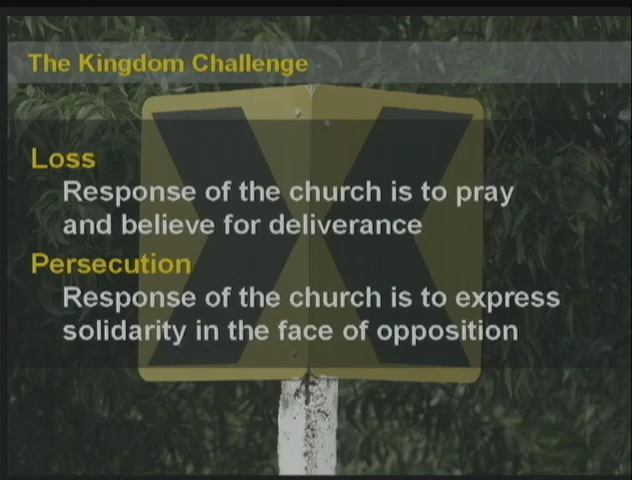 The Kingdom Challenge
Loss
Response of the church is to pray
and believe for deliverance
Persecution
Response of the church is to express
solidarity in the face of opposition